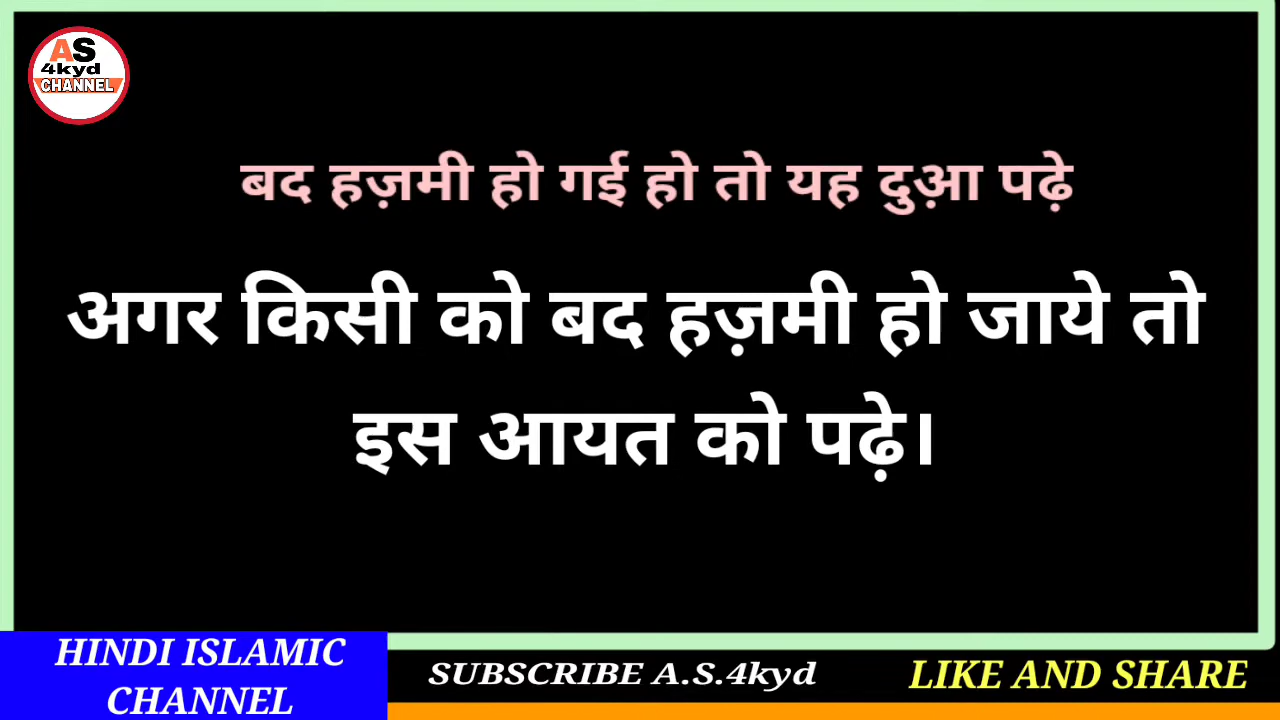 AS
4kyd
CHANNEL
बद हज़मी हो गई हो तो यह दुआ़ पढ़े
अगर किसी को बद हज़मी हो जाये तो
इस आयत को पढ़े।
HINDI ISLAMIC
CHANNEL
SUBSCRIBE A.S.4kyd
LIKE AND SHARE